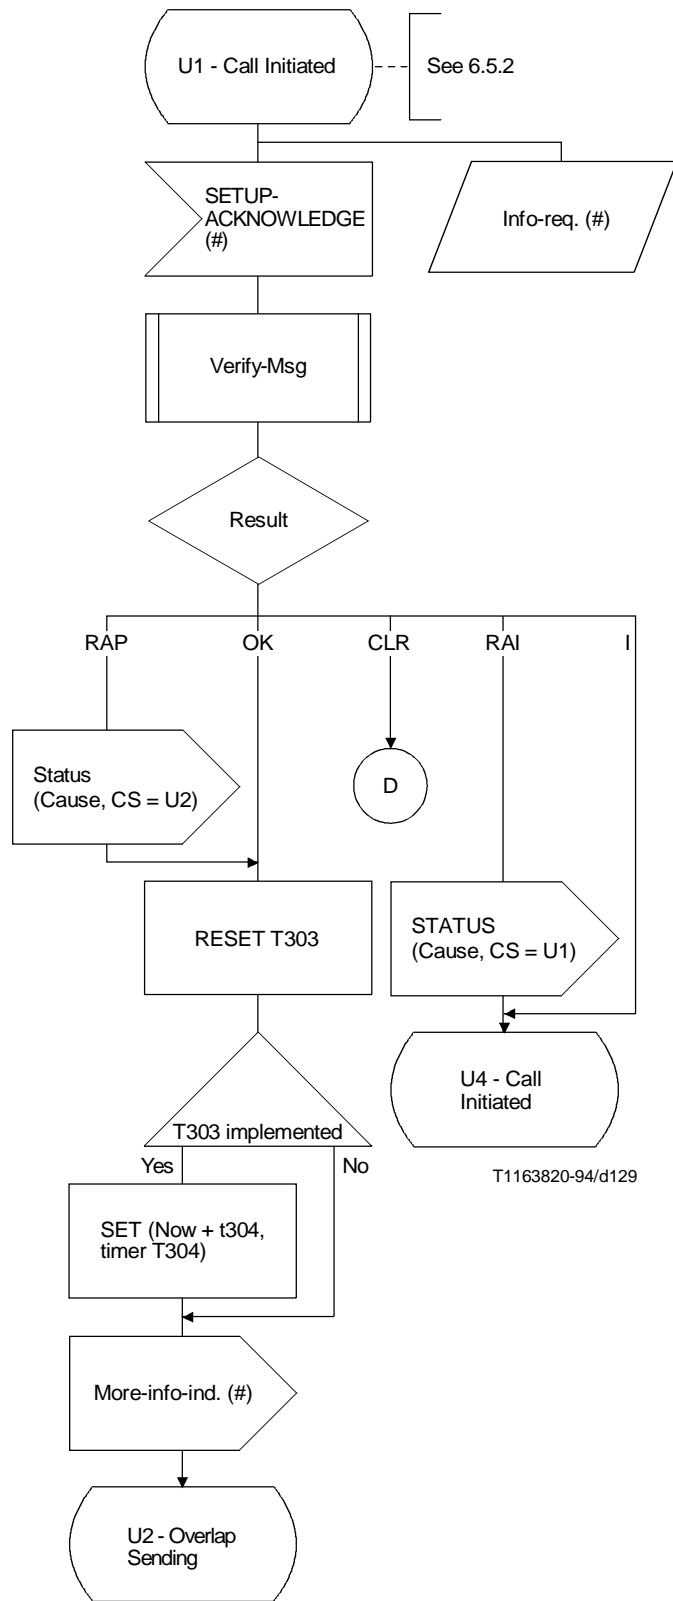 U1 - Call Initiated
See 6.5.2
SETUP-
ACKNOWLEDGE
(#)
Info-req. (#)
Verify-Msg
Result
RAP
OK
CLR
RAI
I
Status
(Cause, CS = U2)
D
RESET T303
STATUS
(Cause, CS = U1)
U4 - Call
Initiated
T303 implemented
Yes
No
T1163820-94/d129
SET (Now + t304,
timer T304)
More-info-ind. (#)
U2 - Overlap
Sending